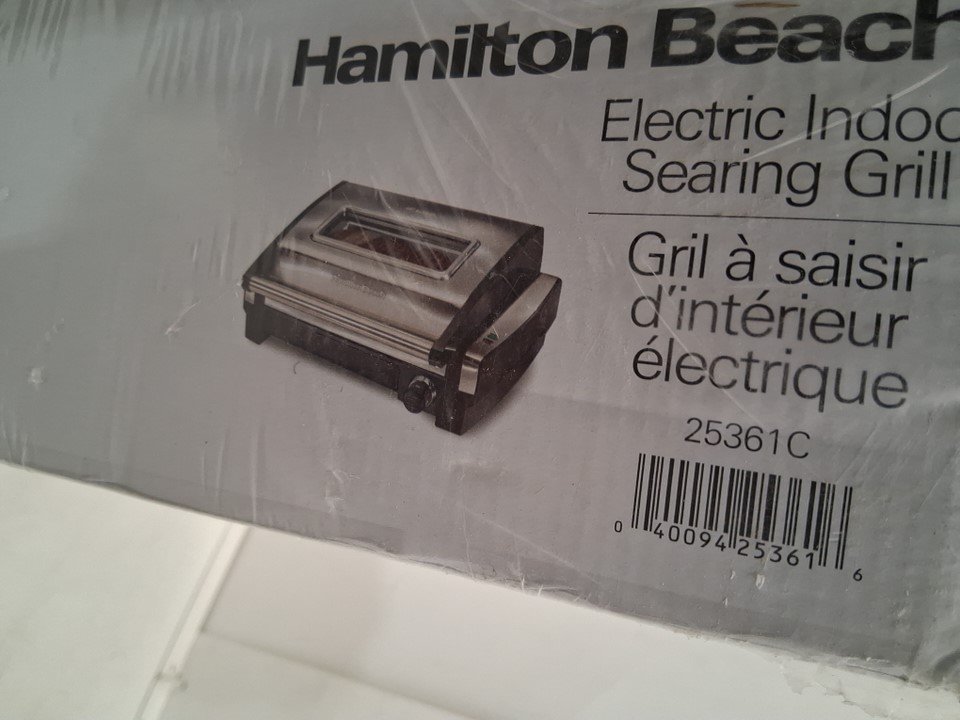 Hamilton Beach
Electric Indoo
Searing Grill
Gril à saisir
d'intérieur
électrique
25361C
0 40094 25361 6